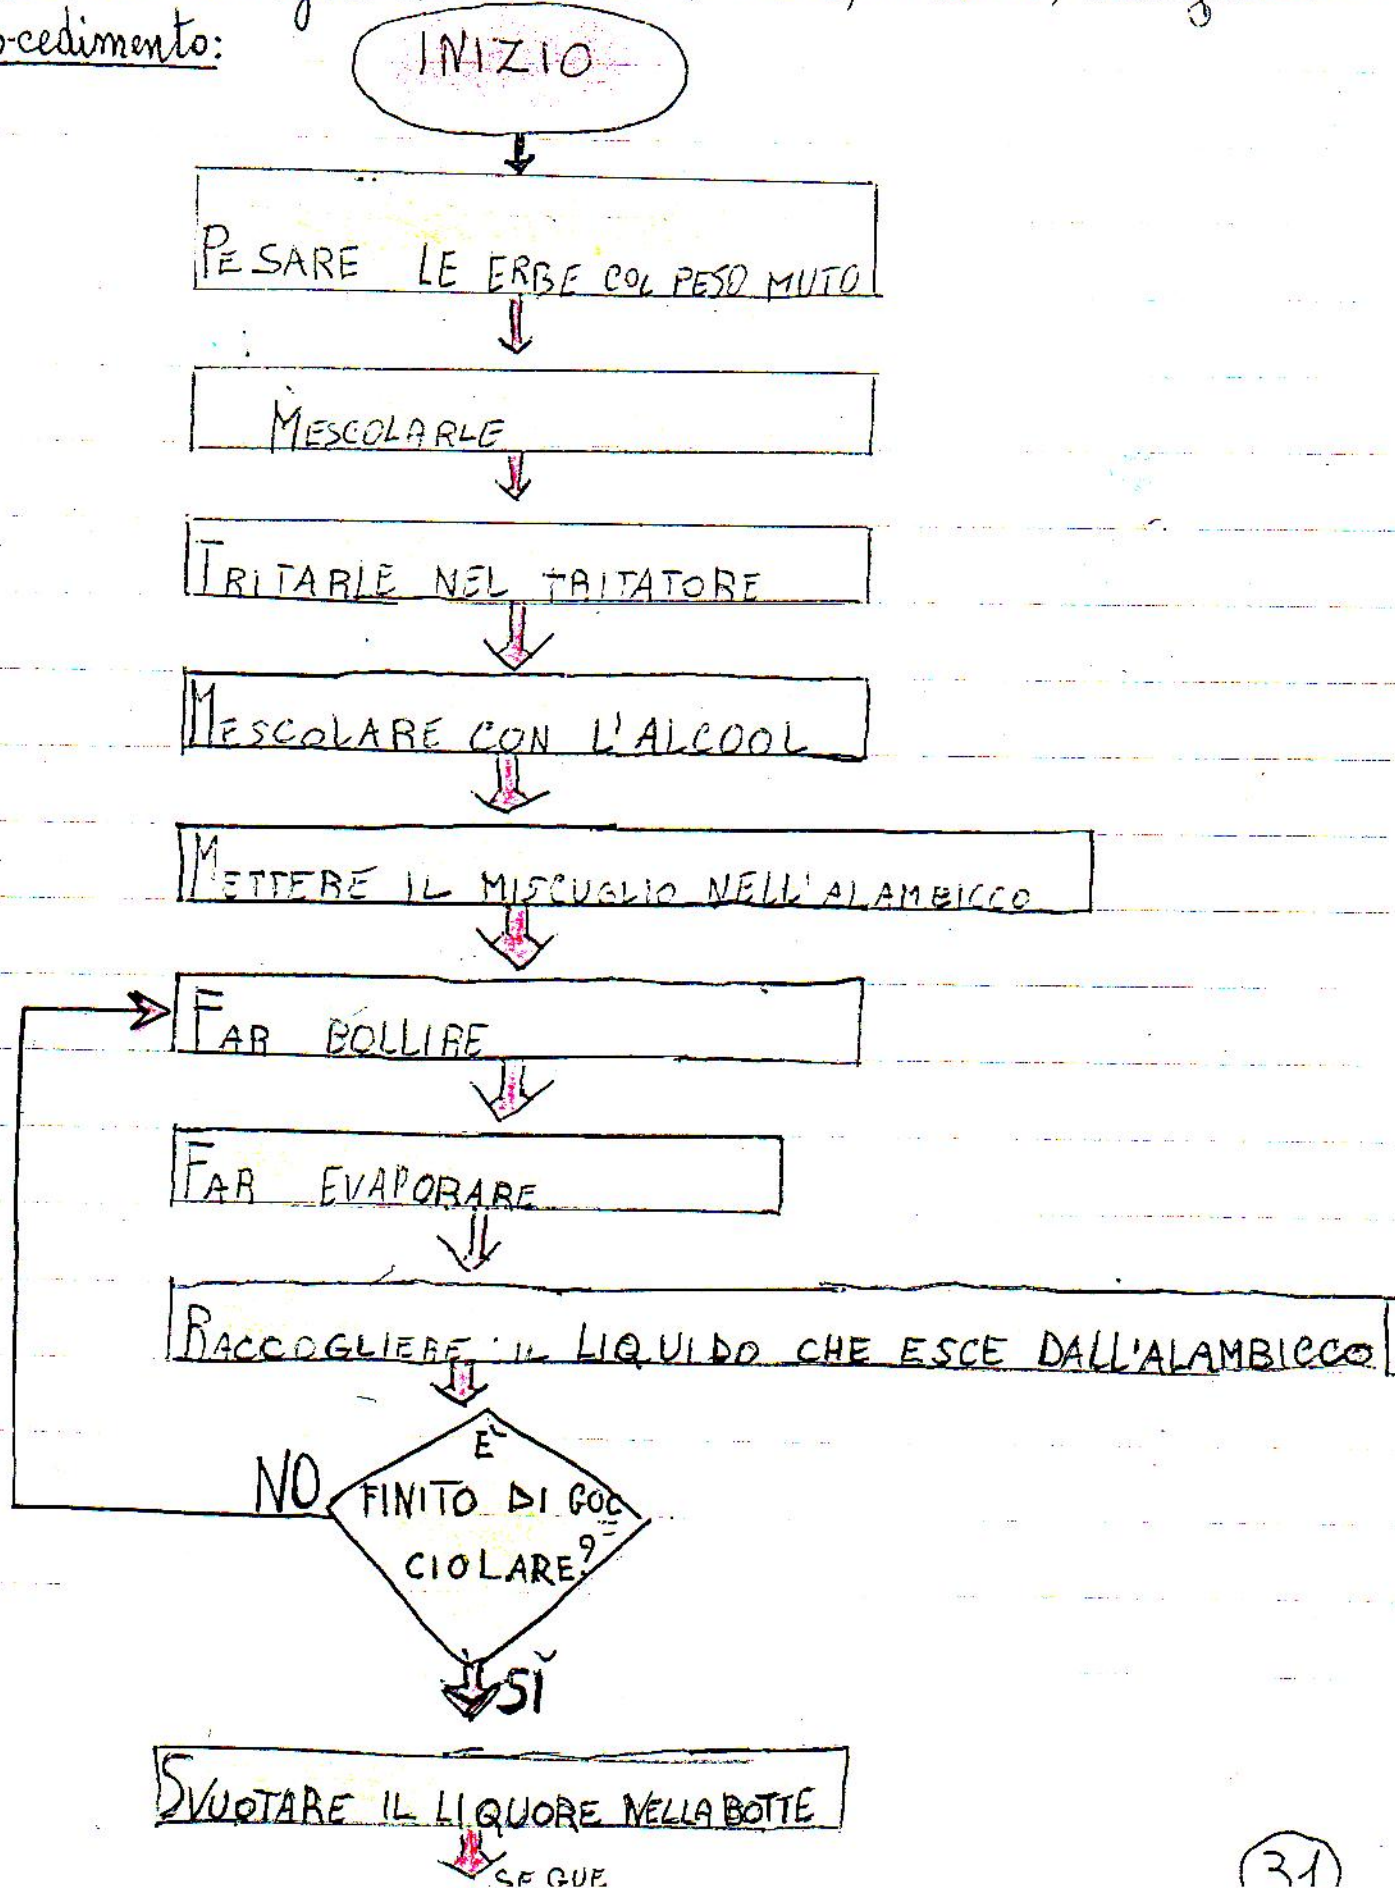 cedimento:
INIZIO
PESARE LE ERBE COL PESO MUTO
MESCOLARLE
TRITARLE NEL TRITATORE
MESCOLARE CON L'ALCOOL
METTERE IL MISCUGLIO NELL'ALAMBICCO
FAR BOLLIRE
FAR EVAPORARE
RACCOGLIERE IL LIQUIDO CHE ESCE DALL'ALAMBICCO
È
NO FINITO DI GOC
CIOLARE?
SÌ
SVUOTARE IL LIQUORE NELLA BOTTE
SEGUE
31